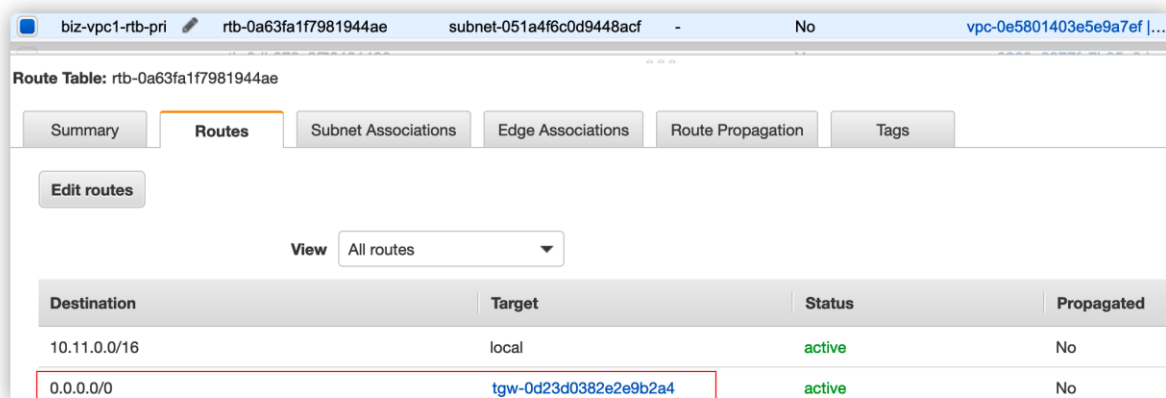 biz-vpc1-rtb-pri rtb-0a63fa1f7981944ae subnet-051a4f6c0d9448acf - No vpc-0e5801403e5e9a7ef |...
Route Table: rtb-0a63fa1f7981944ae
Summary Routes Subnet Associations Edge Associations Route Propagation Tags
Edit routes
View All routes
Destination Target Status Propagated
10.11.0.0/16 local active No
0.0.0.0/0 tgw-0d23d0382e2e9b2a4 active No